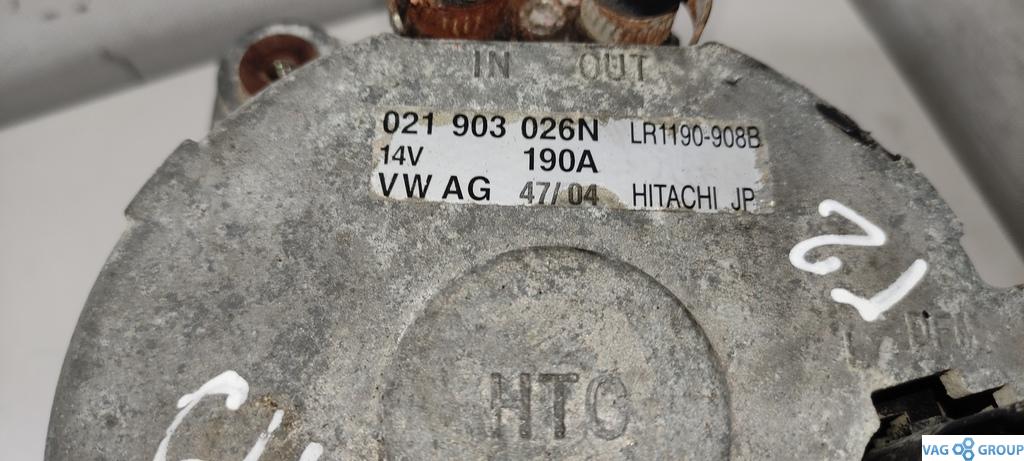 IN OUT
021 903 026N LR1190-908B
14V 190A
VW AG 47/04 HITACHI JP
21
HTC
VAG GROUP